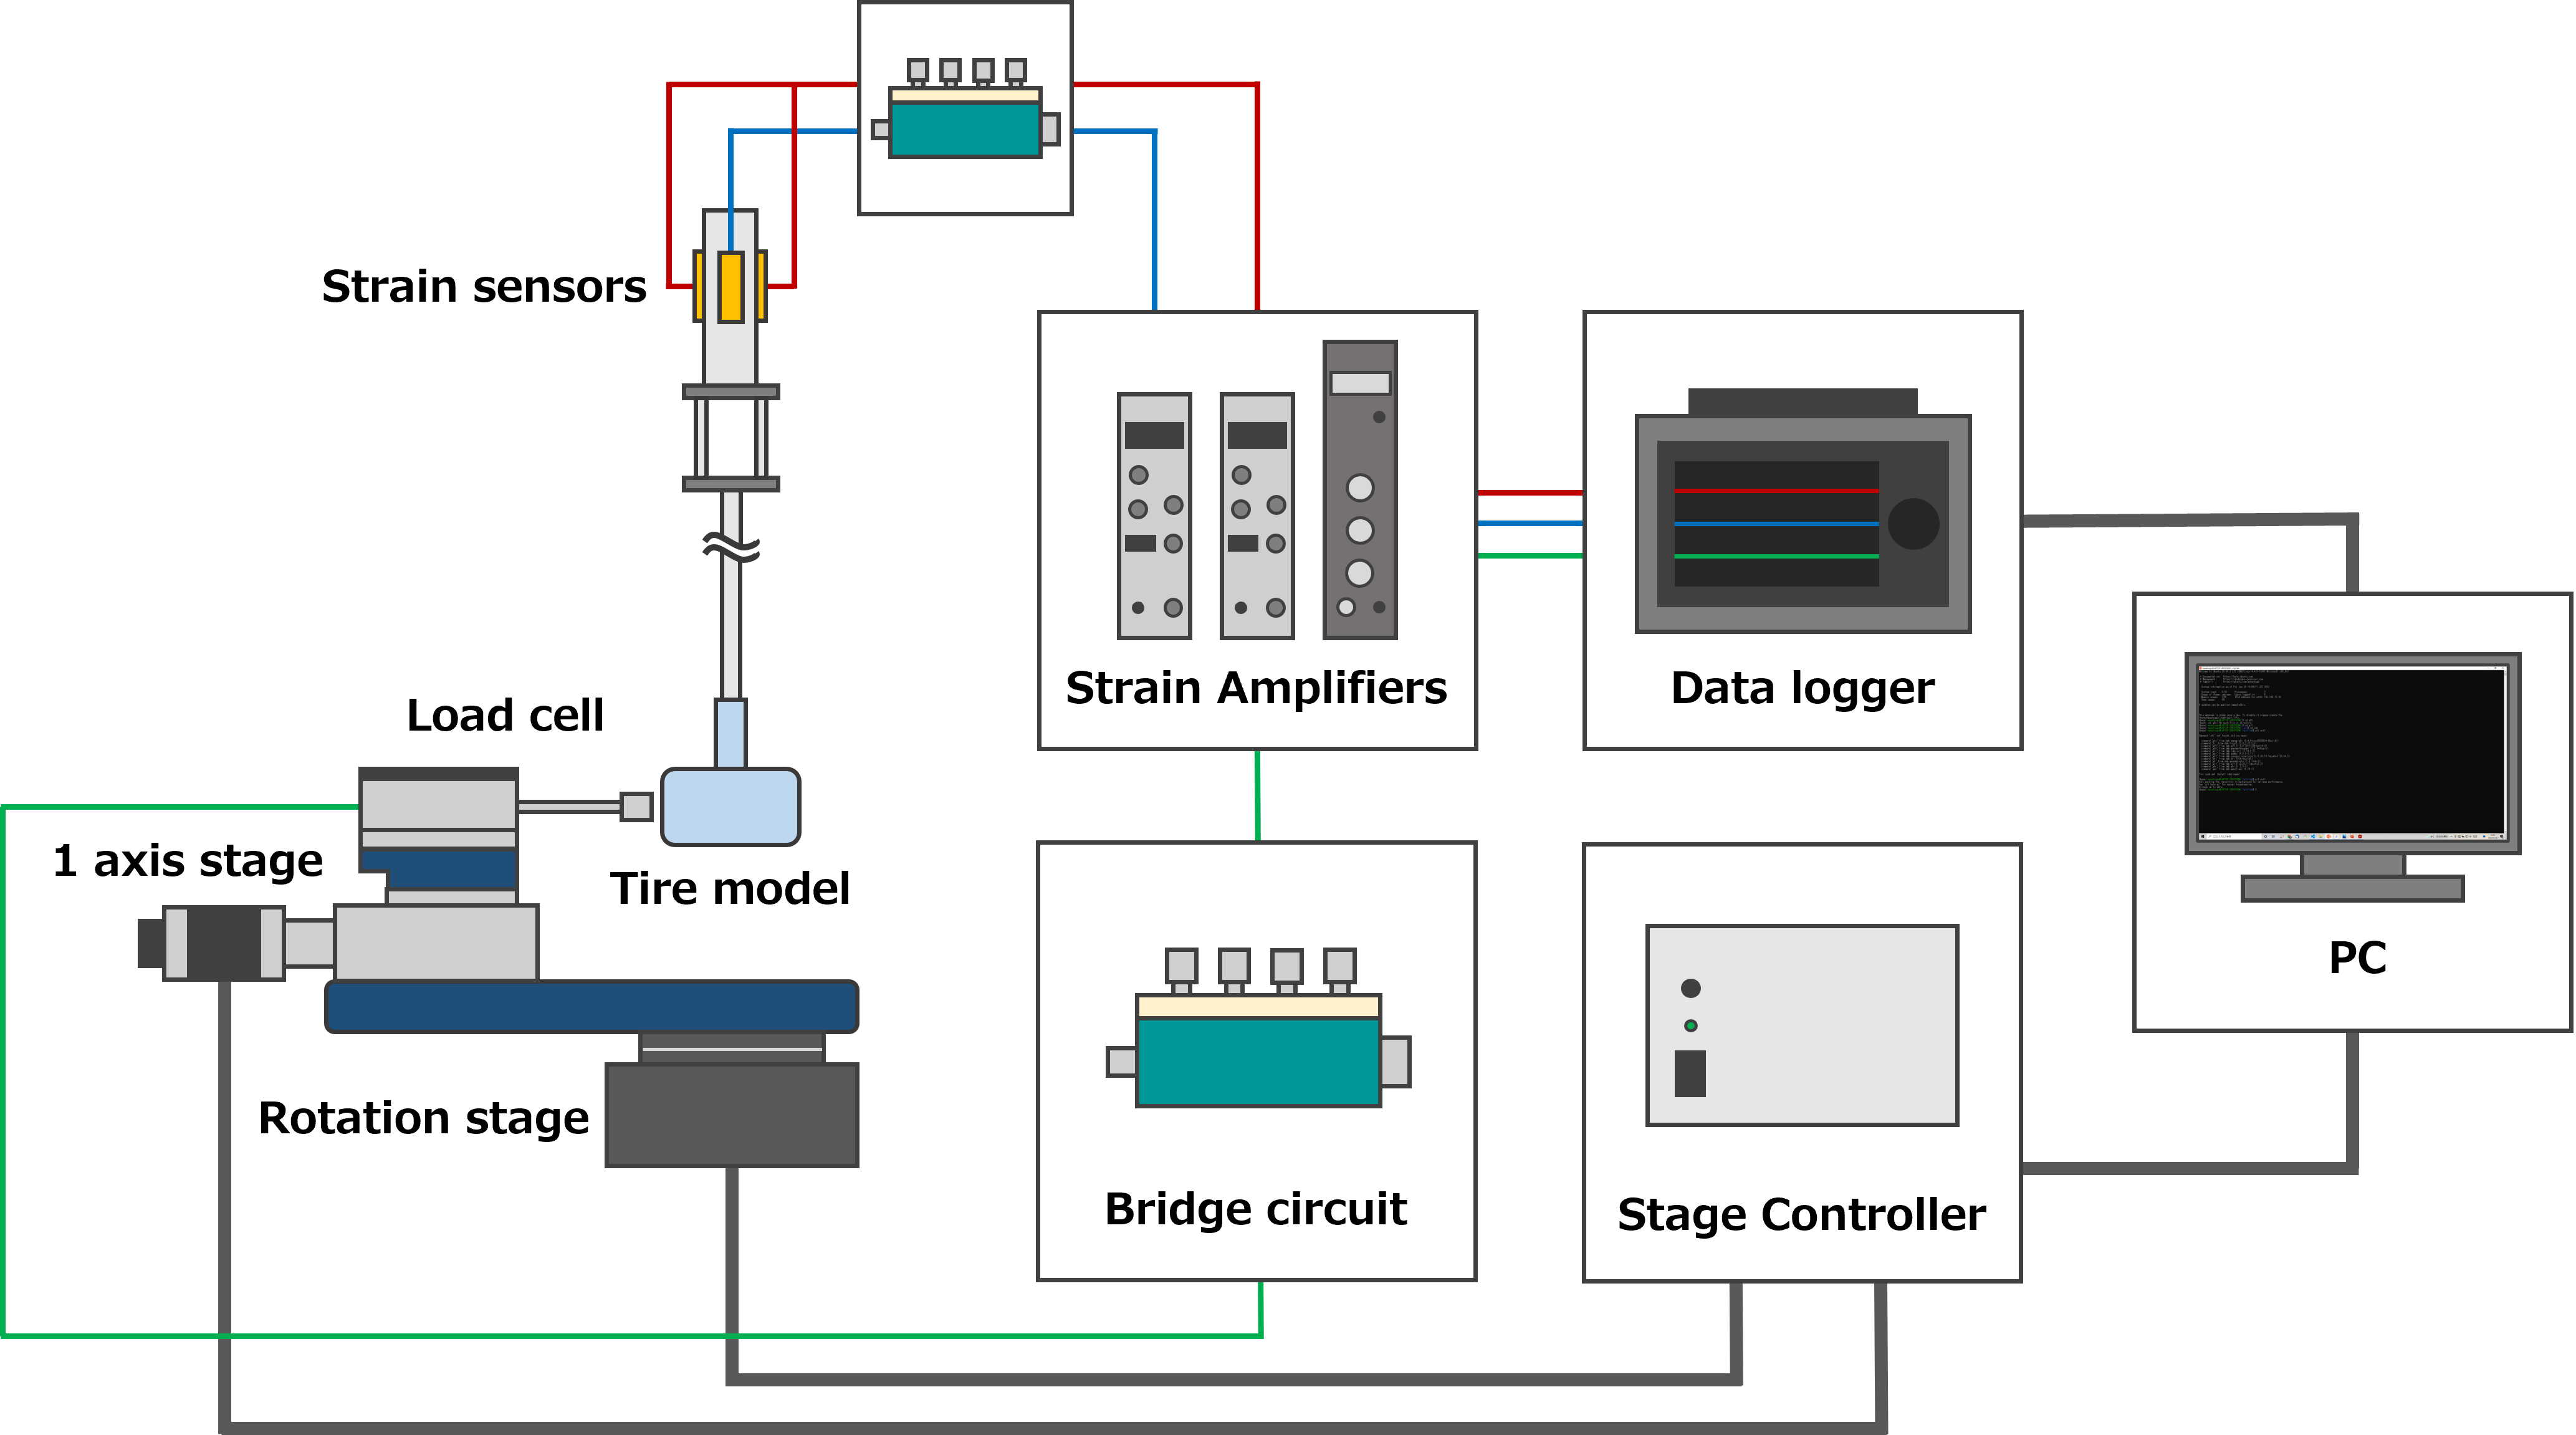 Strain sensors
Strain Amplifiers
Data logger
Load cell
1 axis stage
Tire model
PC
Rotation stage
Bridge circuit
Stage Controller